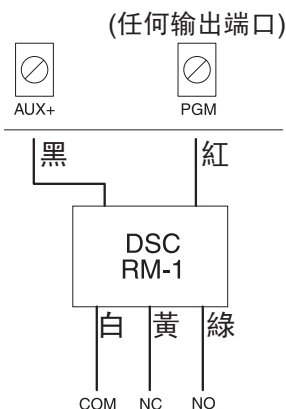 (任何输出端口)
AUX+ PGM
黑 紅
DSC
RM-1
白 黃 綠
COM NC NO